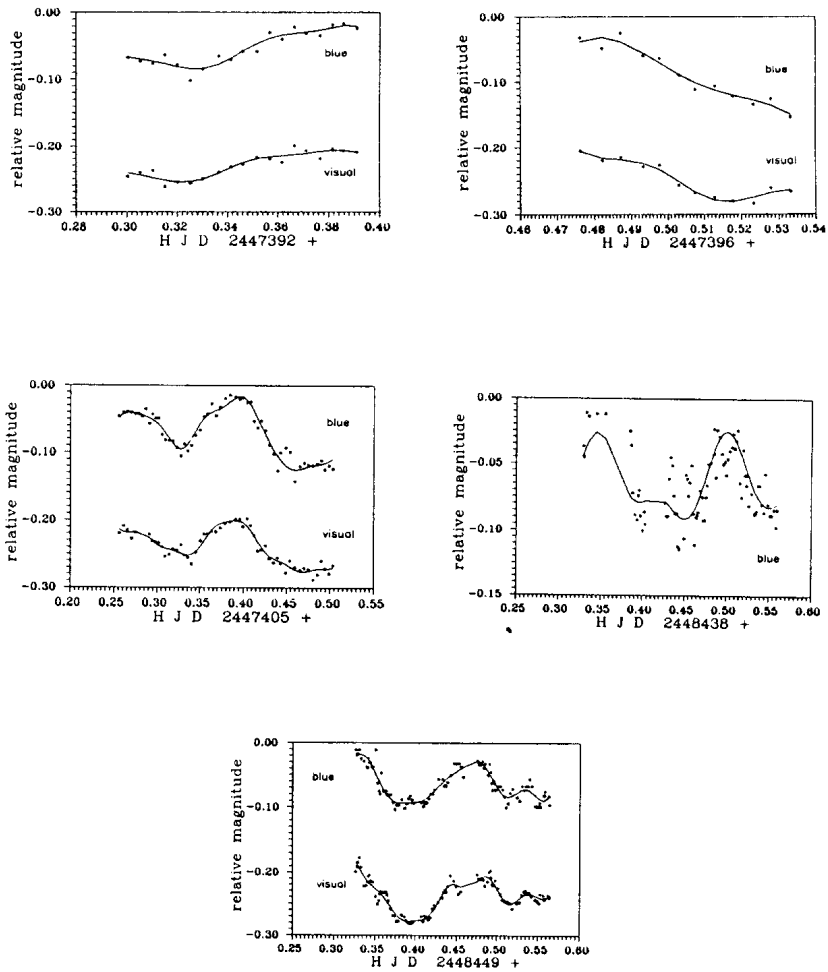 0.00
-0.10
-0.20
-0.30
relative magnitude
blue
visual
0.28 0.30 0.32 0.34 0.36 0.38 0.40
H J D 2447392 +
0.00
-0.10
-0.20
-0.30
relative magnitude
blue
visual
0.46 0.47 0.48 0.49 0.50 0.51 0.52 0.53 0.54
H J D 2447396 +
0.00
-0.10
-0.20
-0.30
relative magnitude
blue
visual
0.20 0.25 0.30 0.35 0.40 0.45 0.50 0.55
H J D 2447405 +
0.00
-0.05
-0.10
-0.15
relative magnitude
blue
0.25 0.30 0.35 0.40 0.45 0.50 0.55 0.60
H J D 2448438 +
0.00
-0.10
-0.20
-0.30
relative magnitude
blue
visual
0.25 0.30 0.35 0.40 0.45 0.50 0.55 0.60
H J D 2448449 +